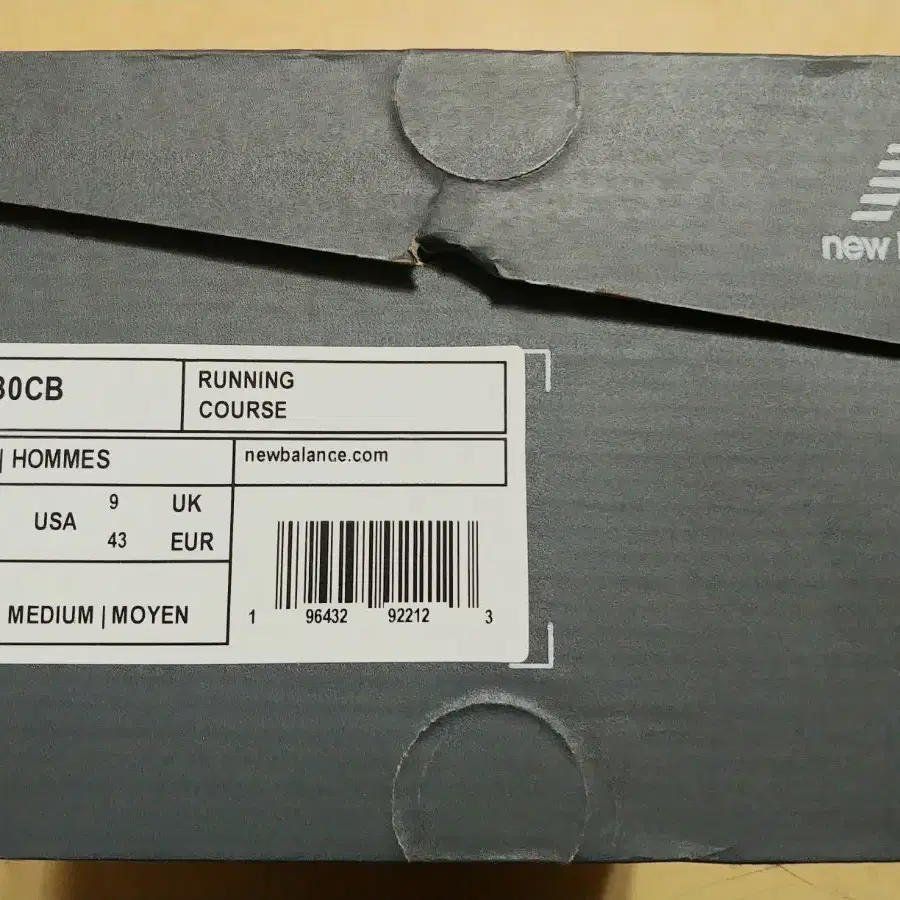 new
30CB
RUNNING
COURSE
| HOMMES
newbalance.com
USA
9 UK
43 EUR
MEDIUM | MOYEN
1 96432 92212 3